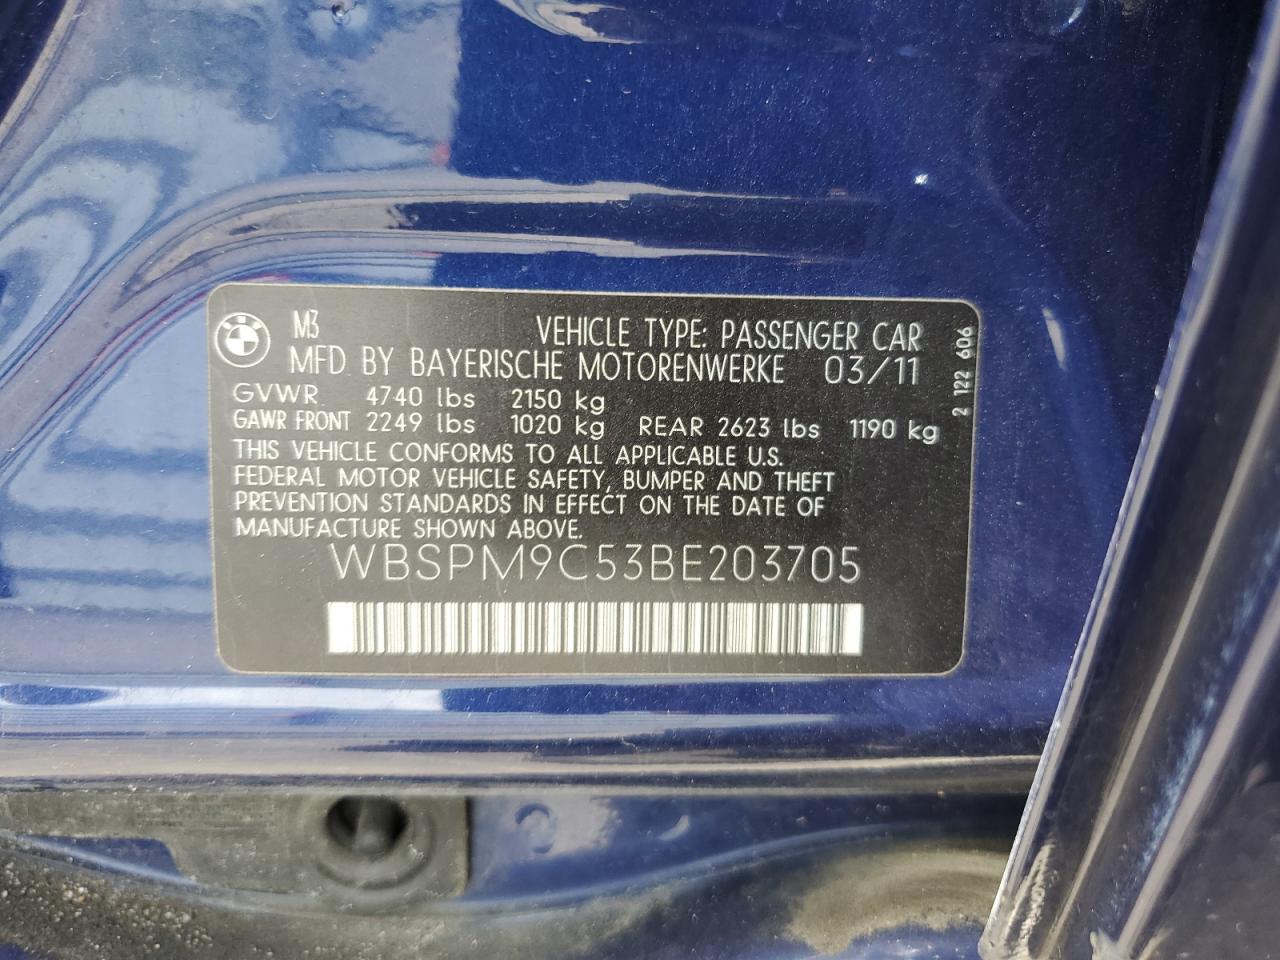 M3 VEHICLE TYPE: PASSENGER CAR
MFD BY BAYERISCHE MOTORENWERKE 03/11
GVWR 4740 lbs 2150 kg
GAWR FRONT 2249 lbs 1020 kg REAR 2623 lbs 1190 kg
THIS VEHICLE CONFORMS TO ALL APPLICABLE U.S.
FEDERAL MOTOR VEHICLE SAFETY, BUMPER AND THEFT
PREVENTION STANDARDS IN EFFECT ON THE DATE OF
MANUFACTURE SHOWN ABOVE.
WBSPM9C53BE203705
2 122 606